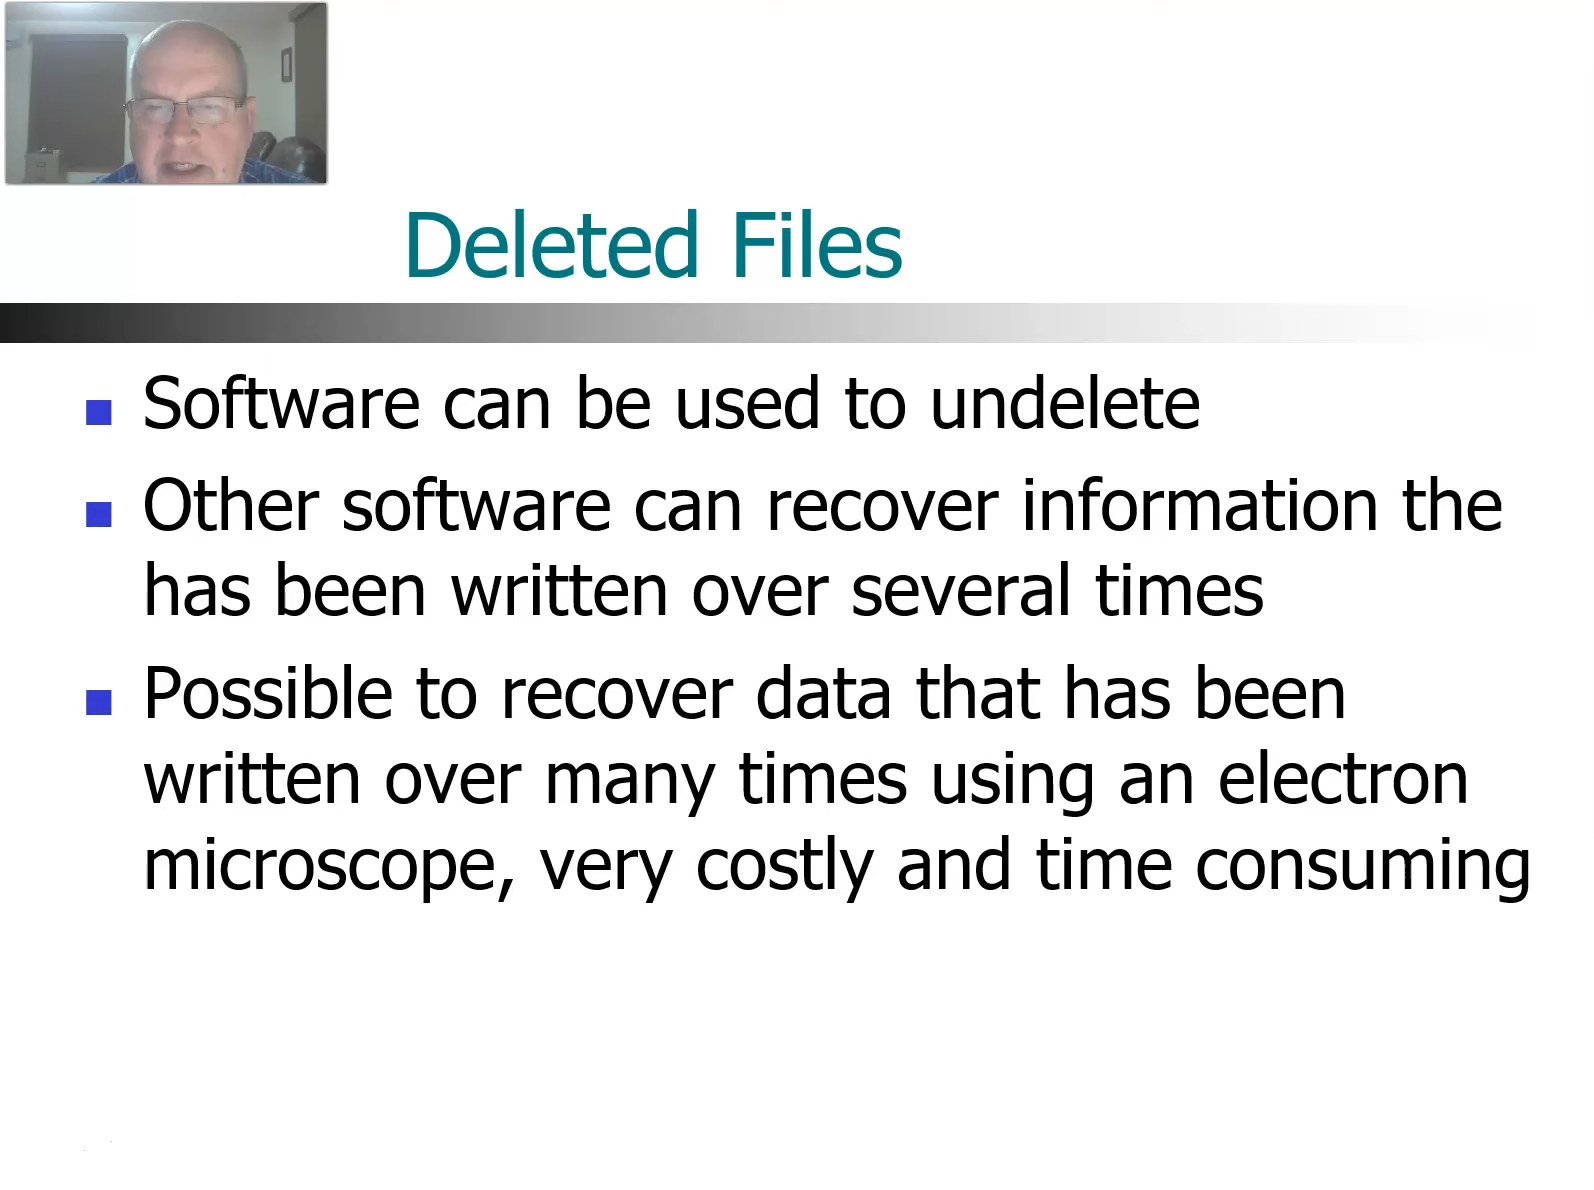 Deleted Files
Software can be used to undelete
Other software can recover information the
has been written over several times
Possible to recover data that has been
written over many times using an electron
microscope, very costly and time consuming